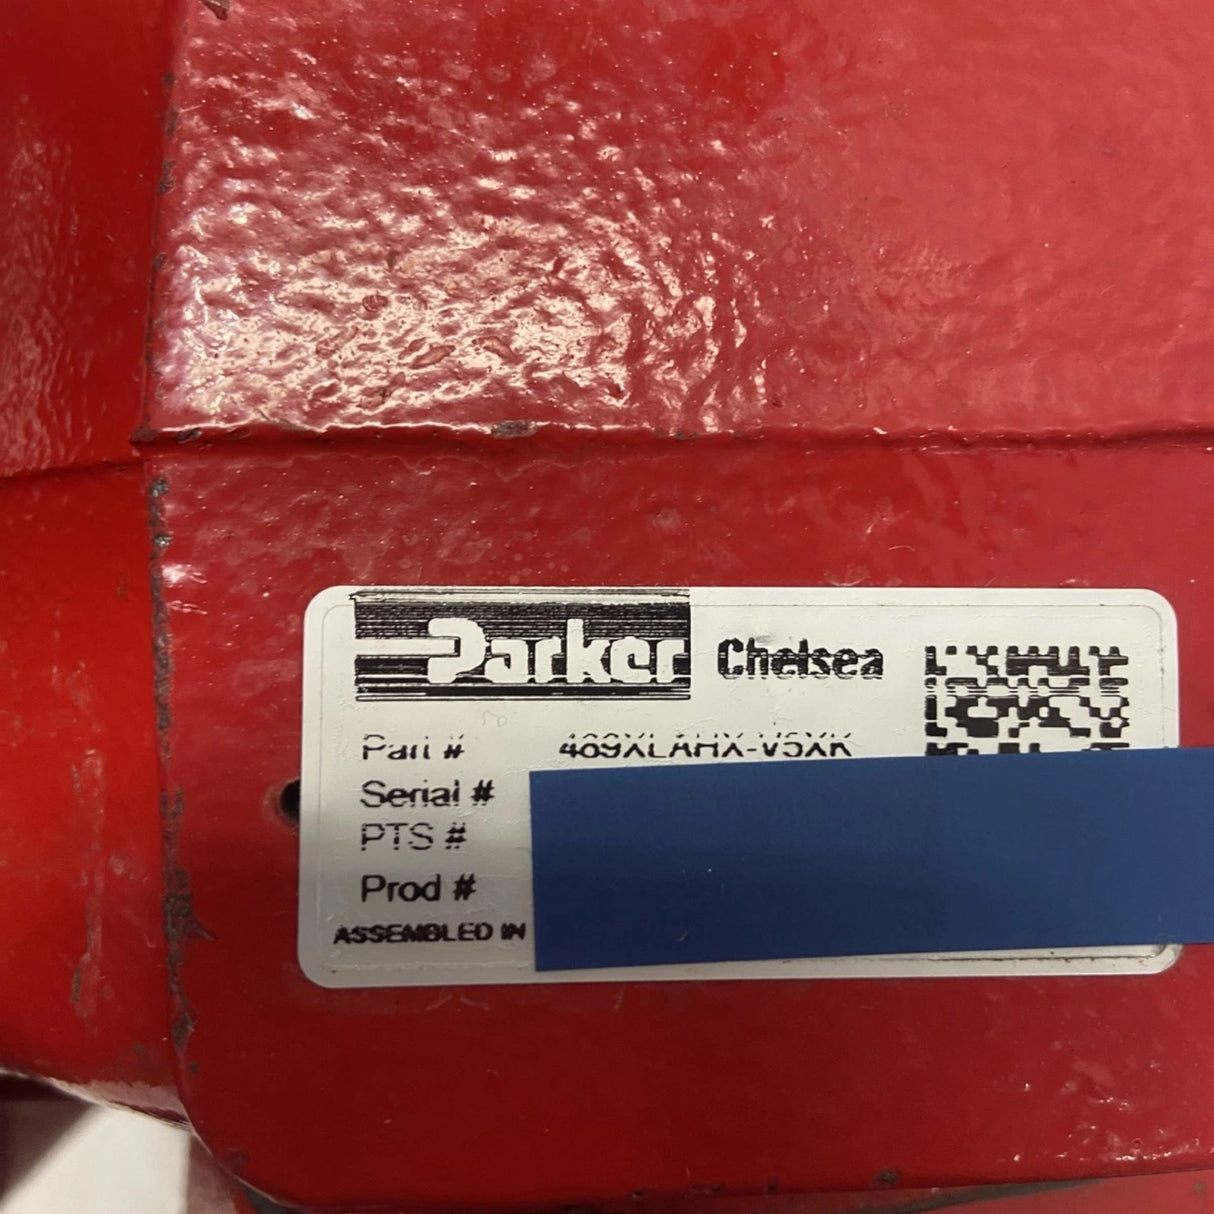 Parker Chelsea
Part # 489XLAHX-V5XK
Serial #
PTS #
Prod #
ASSEMBLED IN